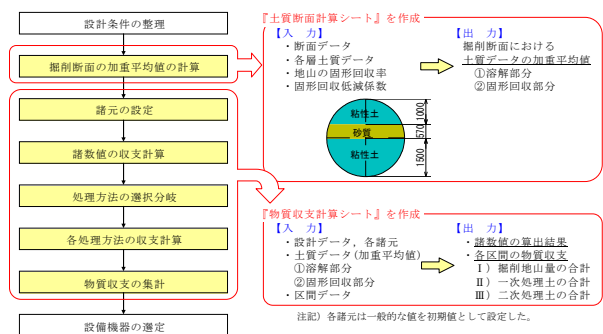 設計条件の整理
掘削断面の加重平均値の計算
諸元の設定
諸数値の収支計算
処理方法の選択分岐
各処理方法の収支計算
物質収支の集計
設備機器の選定
『土質断面計算シート』を作成
【入　力】
・断面データ
・各層土質データ
・地山の固形回収率
・固形回収低減係数
【出　力】
掘削断面における
土質データの加重平均値
①溶解部分
②固形回収部分
粘性土
砂質
粘性土
1000
570
1500
『物質収支計算シート』を作成
【入　力】
・設計データ，各諸元
・土質データ(加重平均値)
①溶解部分
②固形回収部分
・区間データ
【出　力】
・諸数値の算出結果
・各区間の物質収支
Ⅰ）掘削地山量の合計
Ⅱ）一次処理土の合計
Ⅲ）二次処理土の合計
注記）各諸元は一般的な値を初期値として設定した。